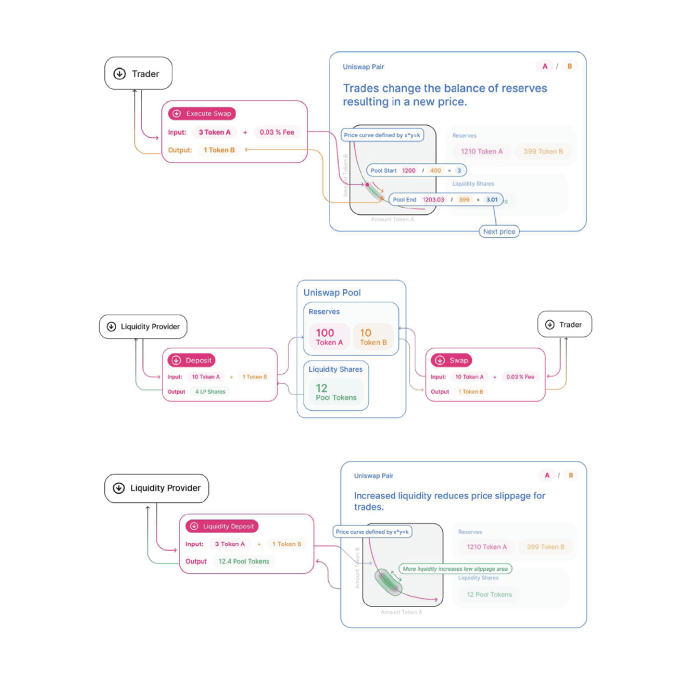 Trader
Uniswap Pair
A / B
Trades change the balance of reserves
resulting in a new price.
Execute Swap
Input: 3 Token A + 0.03 % Fee
Output: 1 Token B
Price curve defined by x*y=k
Reserves
1210 Token A 399 Token B
Pool Start 1200 / 400 = 3
Liquidity Shares
Pool End 1203.03 / 399 = 3.01
Amount Token B
Amount Token A
Next price
Uniswap Pool
Reserves
100 Token A
10 Token B
Liquidity Shares
12
Pool Tokens
Liquidity Provider
Deposit
Input: 10 Token A + 1 Token B
Output 4 LP Shares
Trader
Swap
Input: 10 Token A + 0.03 % Fee
Output 1 Token B
Liquidity Provider
Uniswap Pair
A / B
Increased liquidity reduces price slippage for
trades.
Liquidity Deposit
Input: 3 Token A + 1 Token B
Output 12.4 Pool Tokens
Price curve defined by x*y=k
Reserves
1210 Token A 399 Token B
More liquidity increases low slippage area
Liquidity Shares
12 Pool Tokens
Amount Token B
Amount Token A